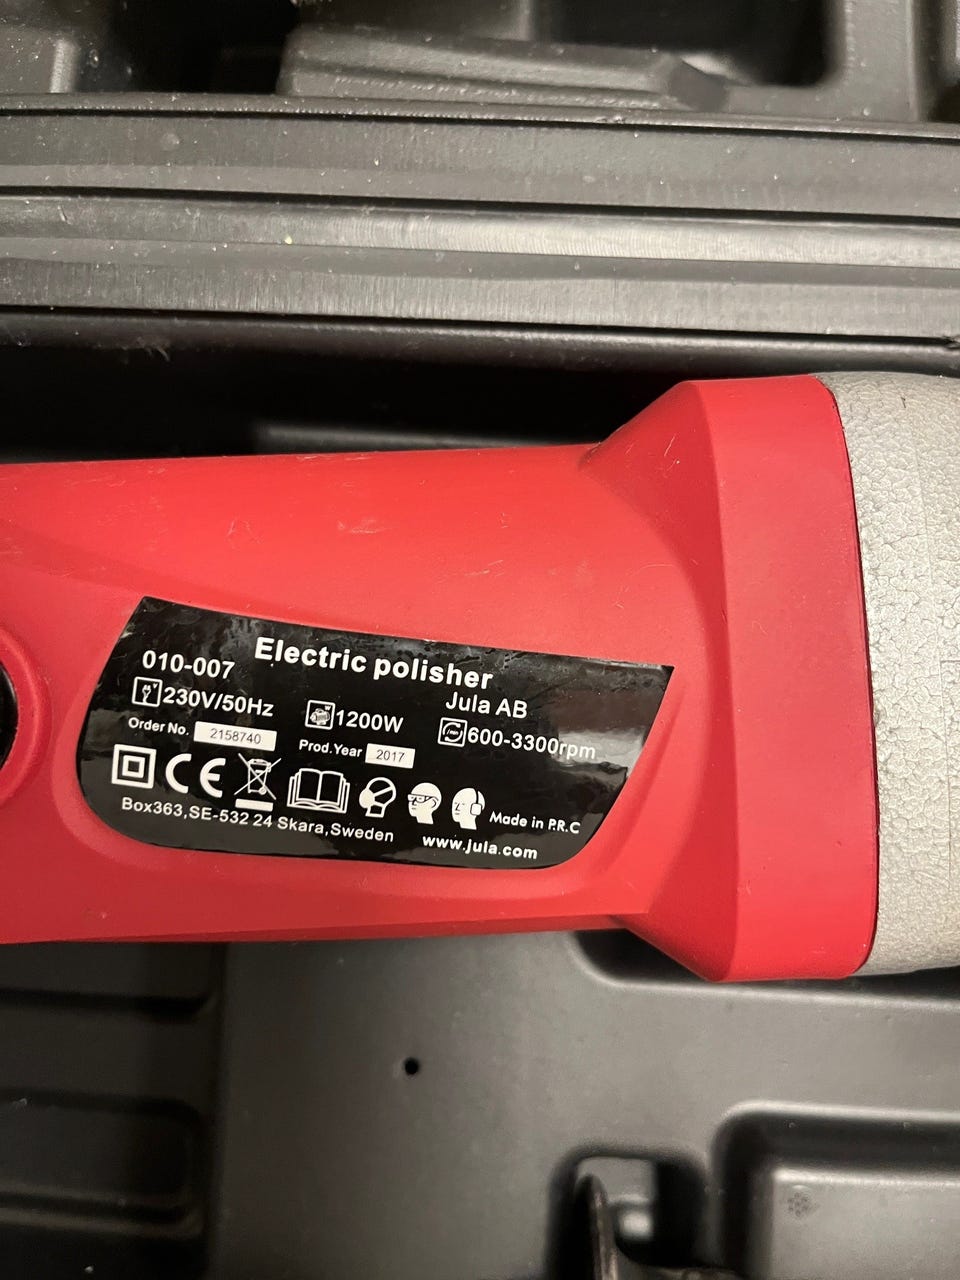 Electric polisher
010-007
Jula AB
230V/50Hz
1200W
600-3300rpm
Order No. 2158740
Prod.Year 2017
CE
Made in P.R.C
Box363,SE-532 24 Skara,Sweden
www.jula.com